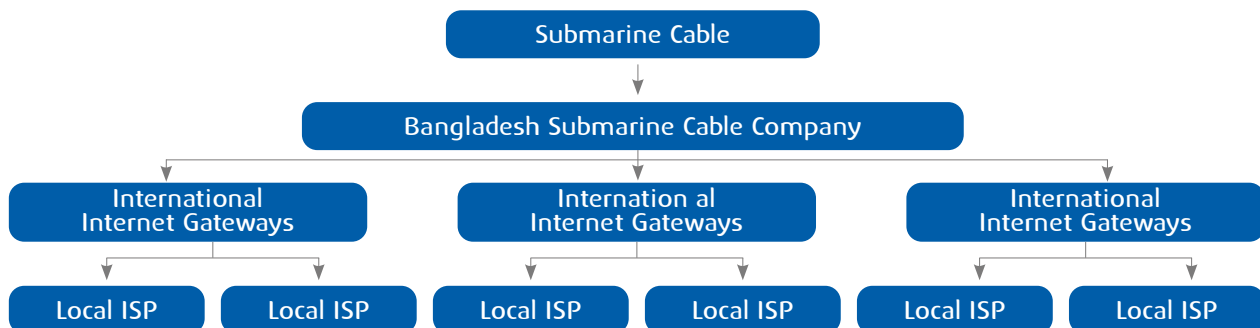 Submarine Cable
Bangladesh Submarine Cable Company
International
Internet Gateways
Internation al
Internet Gateways
International
Internet Gateways
Local ISP
Local ISP
Local ISP
Local ISP
Local ISP
Local ISP